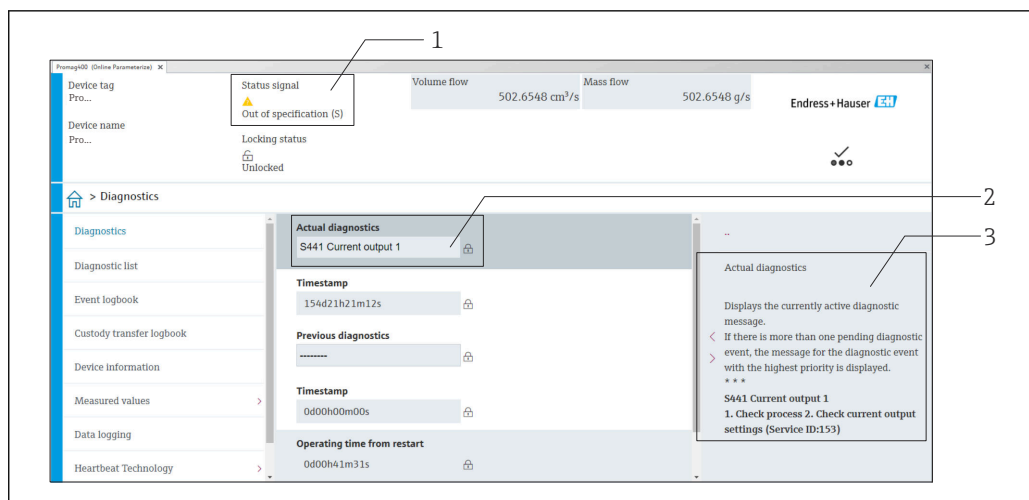 1
Promag400 (Online Parameterize) ×
Device tag
Pro...
Status signal
Out of specification (S)
Volume flow
502.6548 cm³/s
Mass flow
502.6548 g/s
Endress+Hauser EH
Device name
Pro...
Locking status
Unlocked
> Diagnostics
2
Diagnostics
Diagnostic list
Event logbook
Custody transfer logbook
Device information
Measured values
Data logging
Heartbeat Technology
Actual diagnostics
S441 Current output 1
Timestamp
154d21h21m12s
Previous diagnostics
--------
Timestamp
0d00h00m00s
Operating time from restart
0d00h41m31s
3
..
Actual diagnostics
Displays the currently active diagnostic
message.
If there is more than one pending diagnostic
event, the message for the diagnostic event
with the highest priority is displayed.
* * *
S441 Current output 1
1. Check process 2. Check current output
settings (Service ID:153)